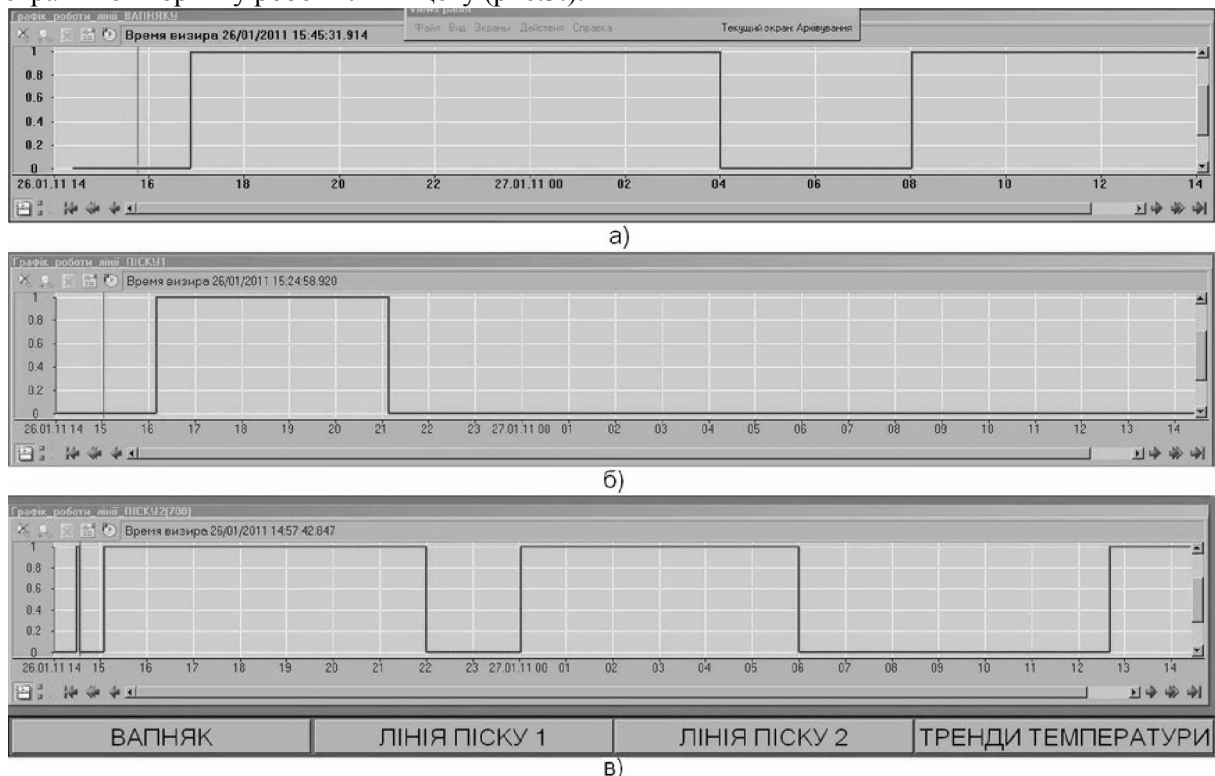 Графік_роботи_лінії_ВАПНЯКУ
Views panel
Файл Вид Экраны Действия Справка Текущий экран: Архівування
Время визира 26/01/2011 15:45:31.914
1
0.8
0.6
0.4
0.2
0
26.01.11 14 16 18 20 22 27.01.11 00 02 04 06 08 10 12 14
а)
Графік_роботи_лінії_ПІСКУ1
Время визира 26/01/2011 15:24:58.920
1
0.8
0.6
0.4
0.2
0
26.01.11 14 15 16 17 18 19 20 21 22 23 27.01.11 00 01 02 03 04 05 06 07 08 09 10 11 12 13 14
б)
Графік_роботи_лінії_ПІСКУ2(700)
Время визира 26/01/2011 14:57:42.847
1
0.8
0.6
0.4
0.2
0
26.01.11 14 15 16 17 18 19 20 21 22 23 27.01.11 00 01 02 03 04 05 06 07 08 09 10 11 12 13 14
ВАПНЯК ЛІНІЯ ПІСКУ 1 ЛІНІЯ ПІСКУ 2 ТРЕНДИ ТЕМПЕРАТУРИ
в)